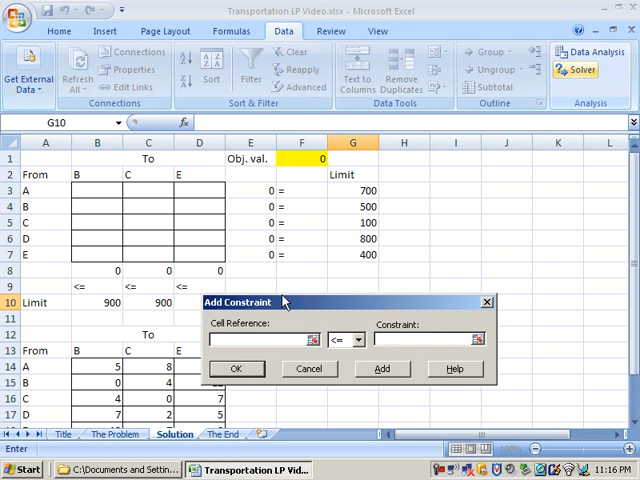 Transportation LP Video.xlsx - Microsoft Excel
Home Insert Page Layout Formulas Data Review View
Get External Data
Refresh All
Connections
Properties
Edit Links
Connections
Sort
Filter
Clear
Reapply
Advanced
Sort & Filter
Text to Columns
Remove Duplicates
Data Tools
Group
Ungroup
Subtotal
Outline
Data Analysis
Solver
Analysis
G10 fx
A B C D E F G H I J K L
1 To Obj. val. 0
2 From B C E Limit
3 A 0 = 700
4 B 0 = 500
5 C 0 = 100
6 D 0 = 800
7 E 0 = 400
8 0 0 0
9 <= <= <=
10 Limit 900 900
11
12 To
13 From B C E
14 A 5 8
15 B 0 4
16 C 4 0 7
17 D 7 2 5
Add Constraint
Cell Reference:
<=
Constraint:
OK Cancel Add Help
Title The Problem Solution The End
Enter 100%
Start C:\Documents and Settin... Transportation LP Vid... 11:16 PM